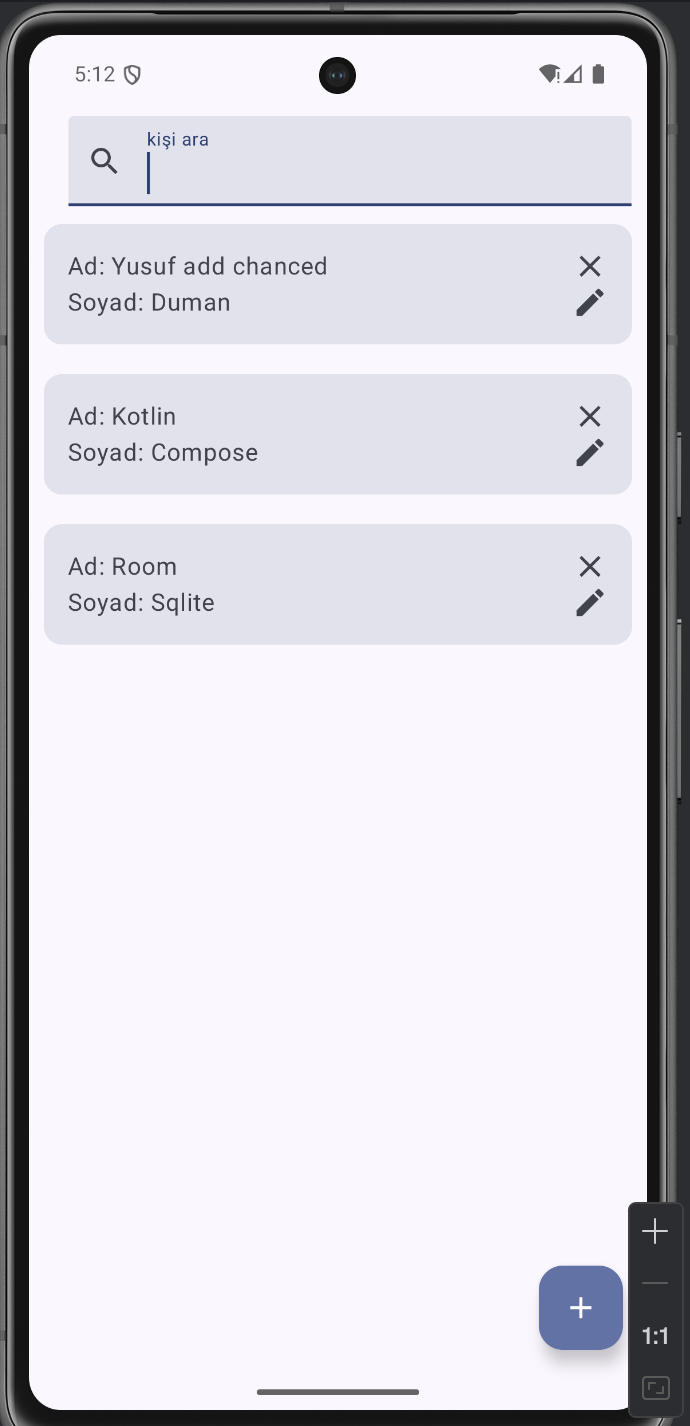 5:12
kişi ara
Ad: Yusuf add chanced
Soyad: Duman
Ad: Kotlin
Soyad: Compose
Ad: Room
Soyad: Sqlite
1:1